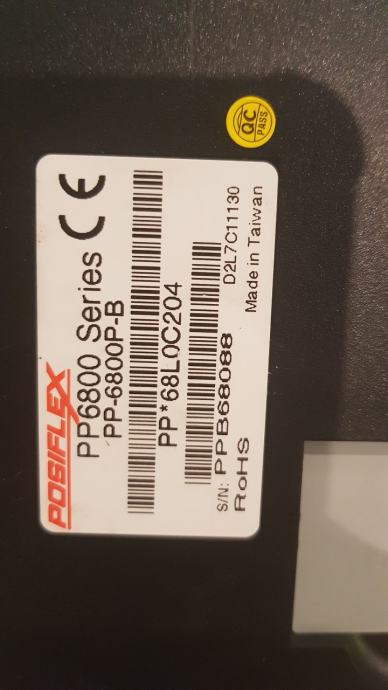 POSIFLEX
PP6800 Series CE
PP-6800P-B
PP*68L0C204
S/N: PPB68088 D2L7C11130
RoHS Made in Taiwan
QC
PASS